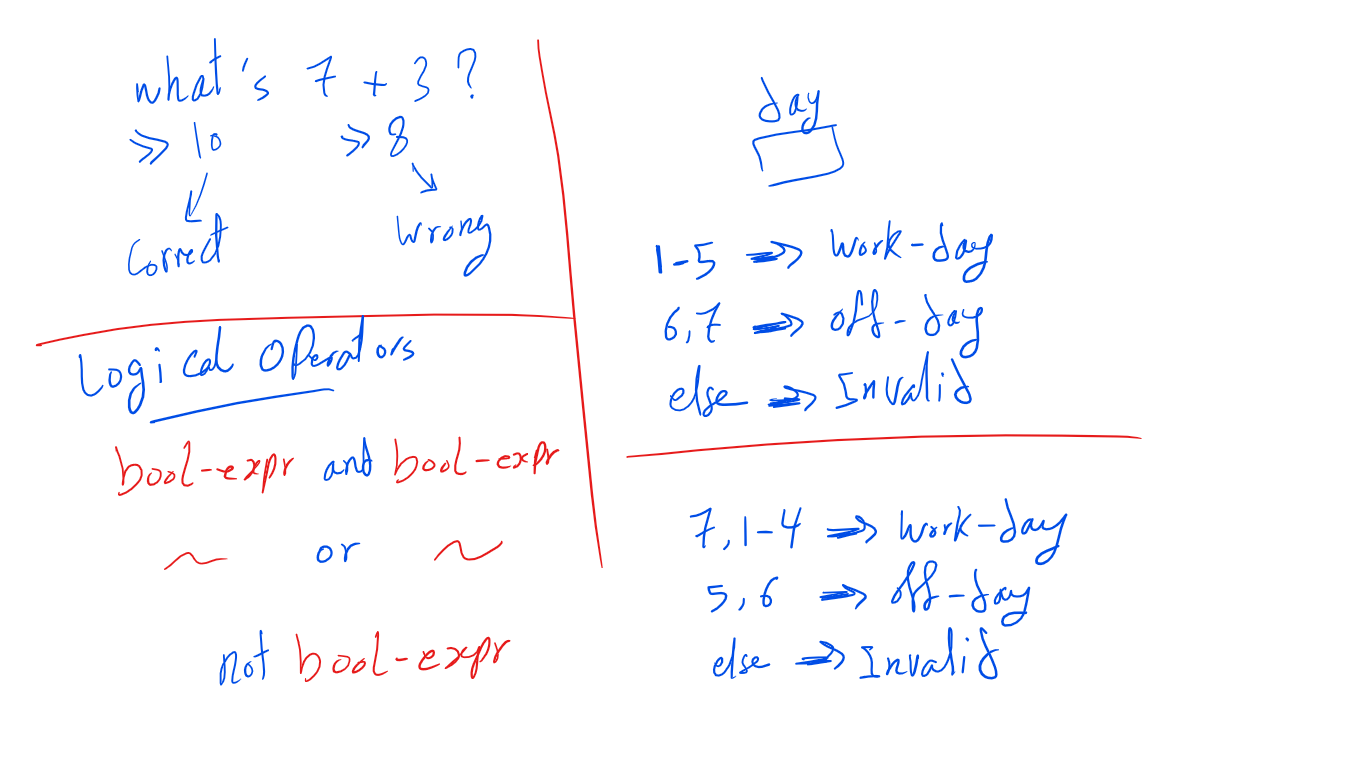 what's 7 + 3 ?
>> 10 >> 8
Correct Wrong
Logical Operators
bool-expr and bool-expr
~ or ~
not bool-expr
day
1-5 => work-day
6,7 => off-day
else => Invalid
7,1-4 => work-day
5,6 => off-day
else => Invalid